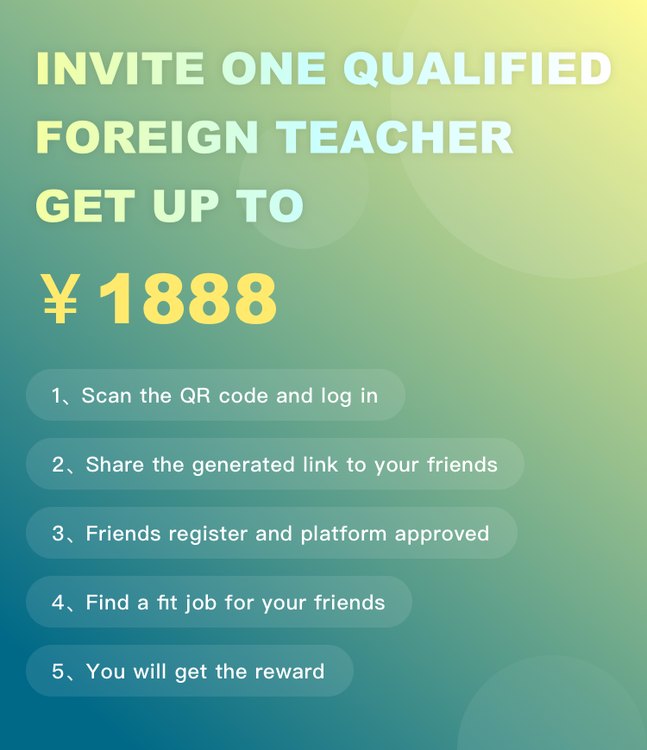 INVITE ONE QUALIFIED
FOREIGN TEACHER
GET UP TO
¥ 1888
1、Scan the QR code and log in
2、Share the generated link to your friends
3、Friends register and platform approved
4、Find a fit job for your friends
5、You will get the reward